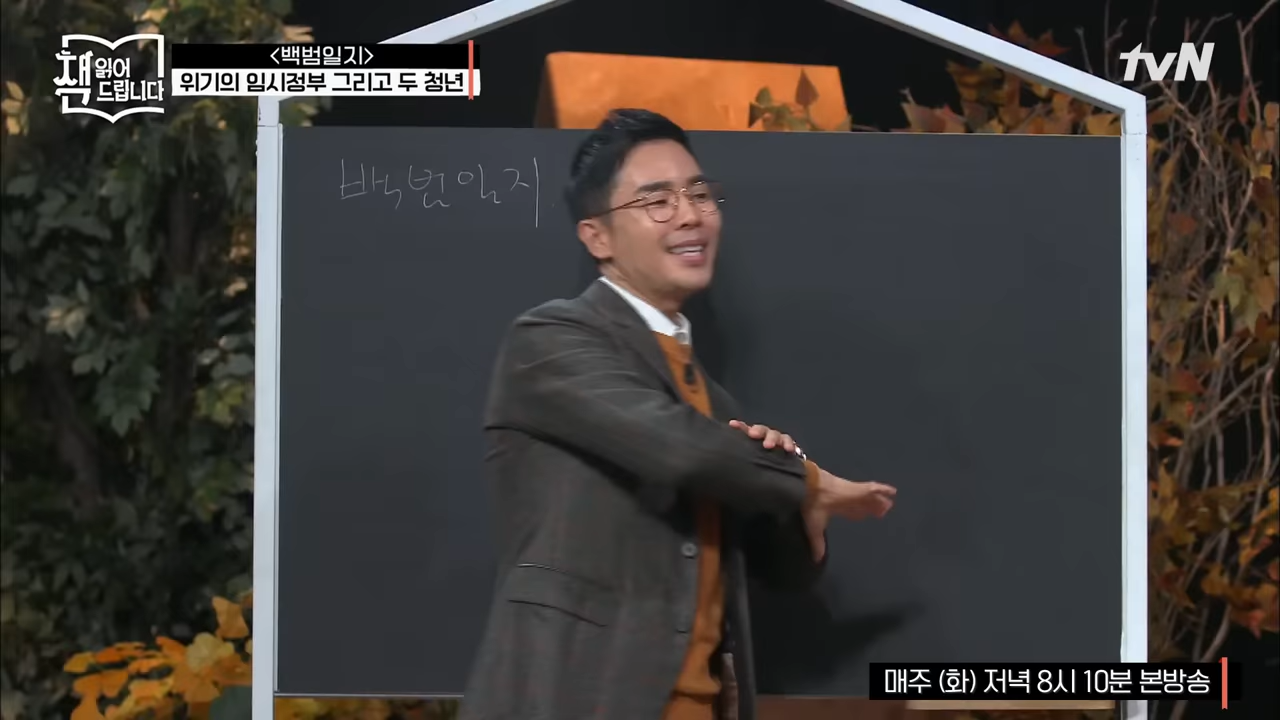 책 읽어
드립니다
<백범일지>
위기의 임시정부 그리고 두 청년
tvN
백범일지
매주 (화) 저녁 8시 10분 본방송